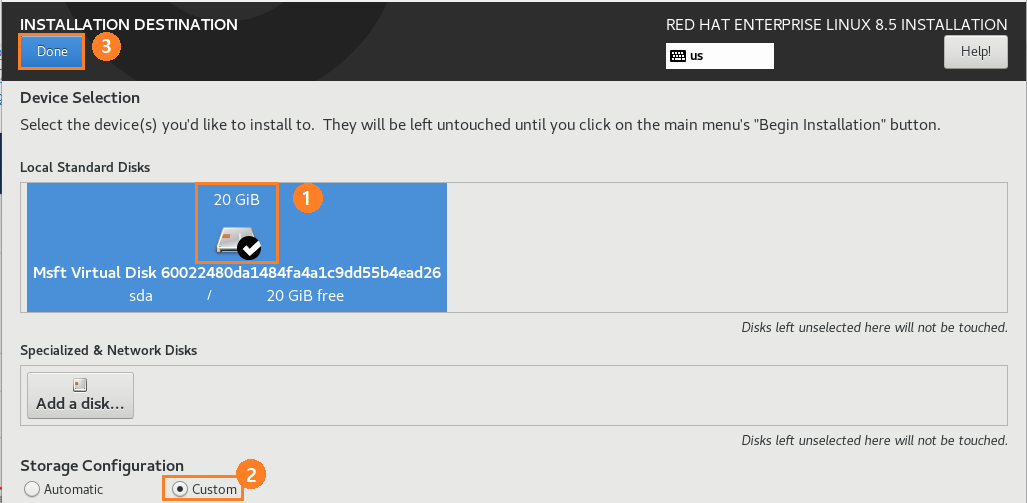 INSTALLATION DESTINATION
RED HAT ENTERPRISE LINUX 8.5 INSTALLATION
Done
3
us
Help!
Device Selection
Select the device(s) you'd like to install to. They will be left untouched until you click on the main menu's "Begin Installation" button.
Local Standard Disks
20 GiB
1
Msft Virtual Disk 60022480da1484fa4a1c9dd55b4ead26
sda / 20 GiB free
Disks left unselected here will not be touched.
Specialized & Network Disks
Add a disk...
Disks left unselected here will not be touched.
Storage Configuration
2
Automatic
Custom